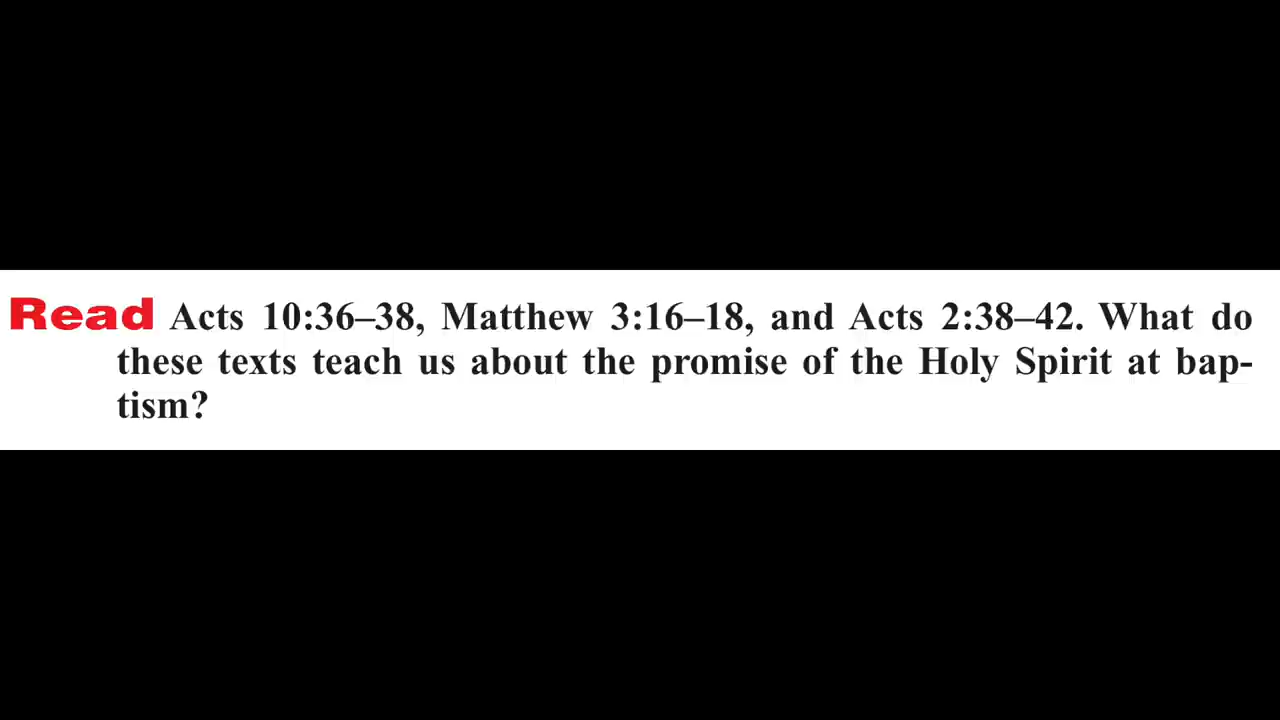 Read Acts 10:36–38, Matthew 3:16–18, and Acts 2:38–42. What do
these texts teach us about the promise of the Holy Spirit at bap-
tism?